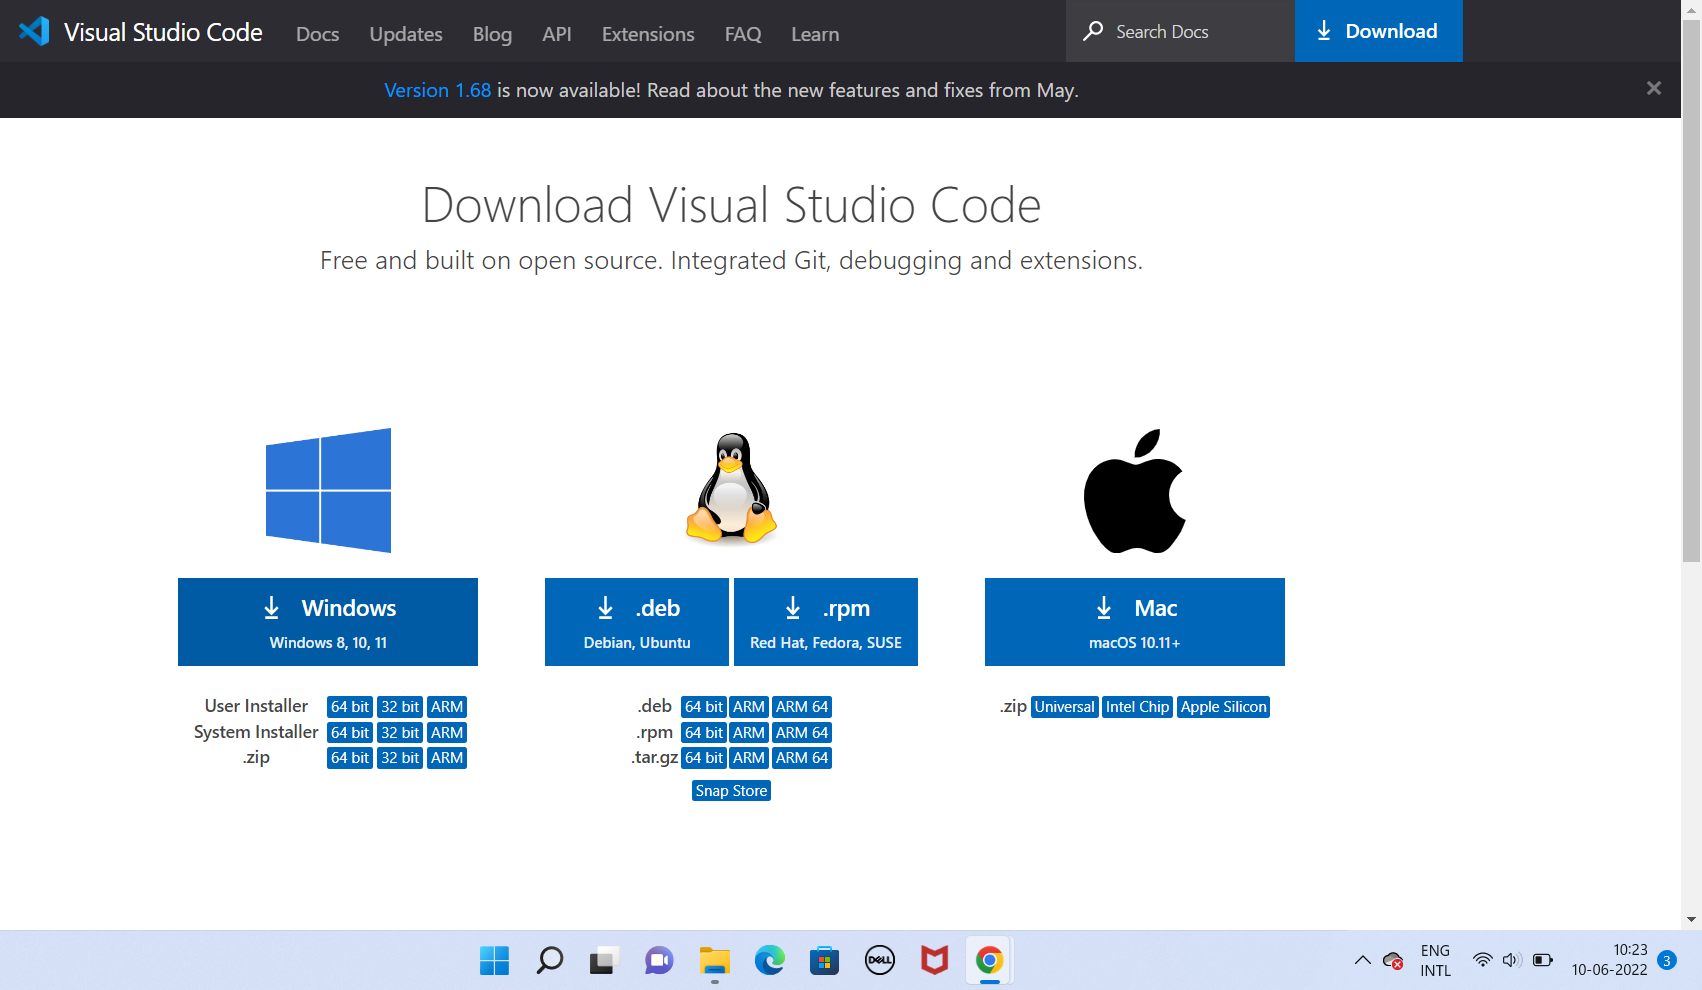 Visual Studio Code Docs Updates Blog API Extensions FAQ Learn Search Docs Download
Version 1.68 is now available! Read about the new features and fixes from May.
Download Visual Studio Code
Free and built on open source. Integrated Git, debugging and extensions.
Windows
Windows 8, 10, 11
.deb
Debian, Ubuntu
.rpm
Red Hat, Fedora, SUSE
Mac
macOS 10.11+
User Installer 64 bit 32 bit ARM
System Installer 64 bit 32 bit ARM
.zip 64 bit 32 bit ARM
.deb 64 bit ARM ARM 64
.rpm 64 bit ARM ARM 64
.tar.gz 64 bit ARM ARM 64
Snap Store
.zip Universal Intel Chip Apple Silicon
DELL
ENG
INTL
10:23
10-06-2022
3